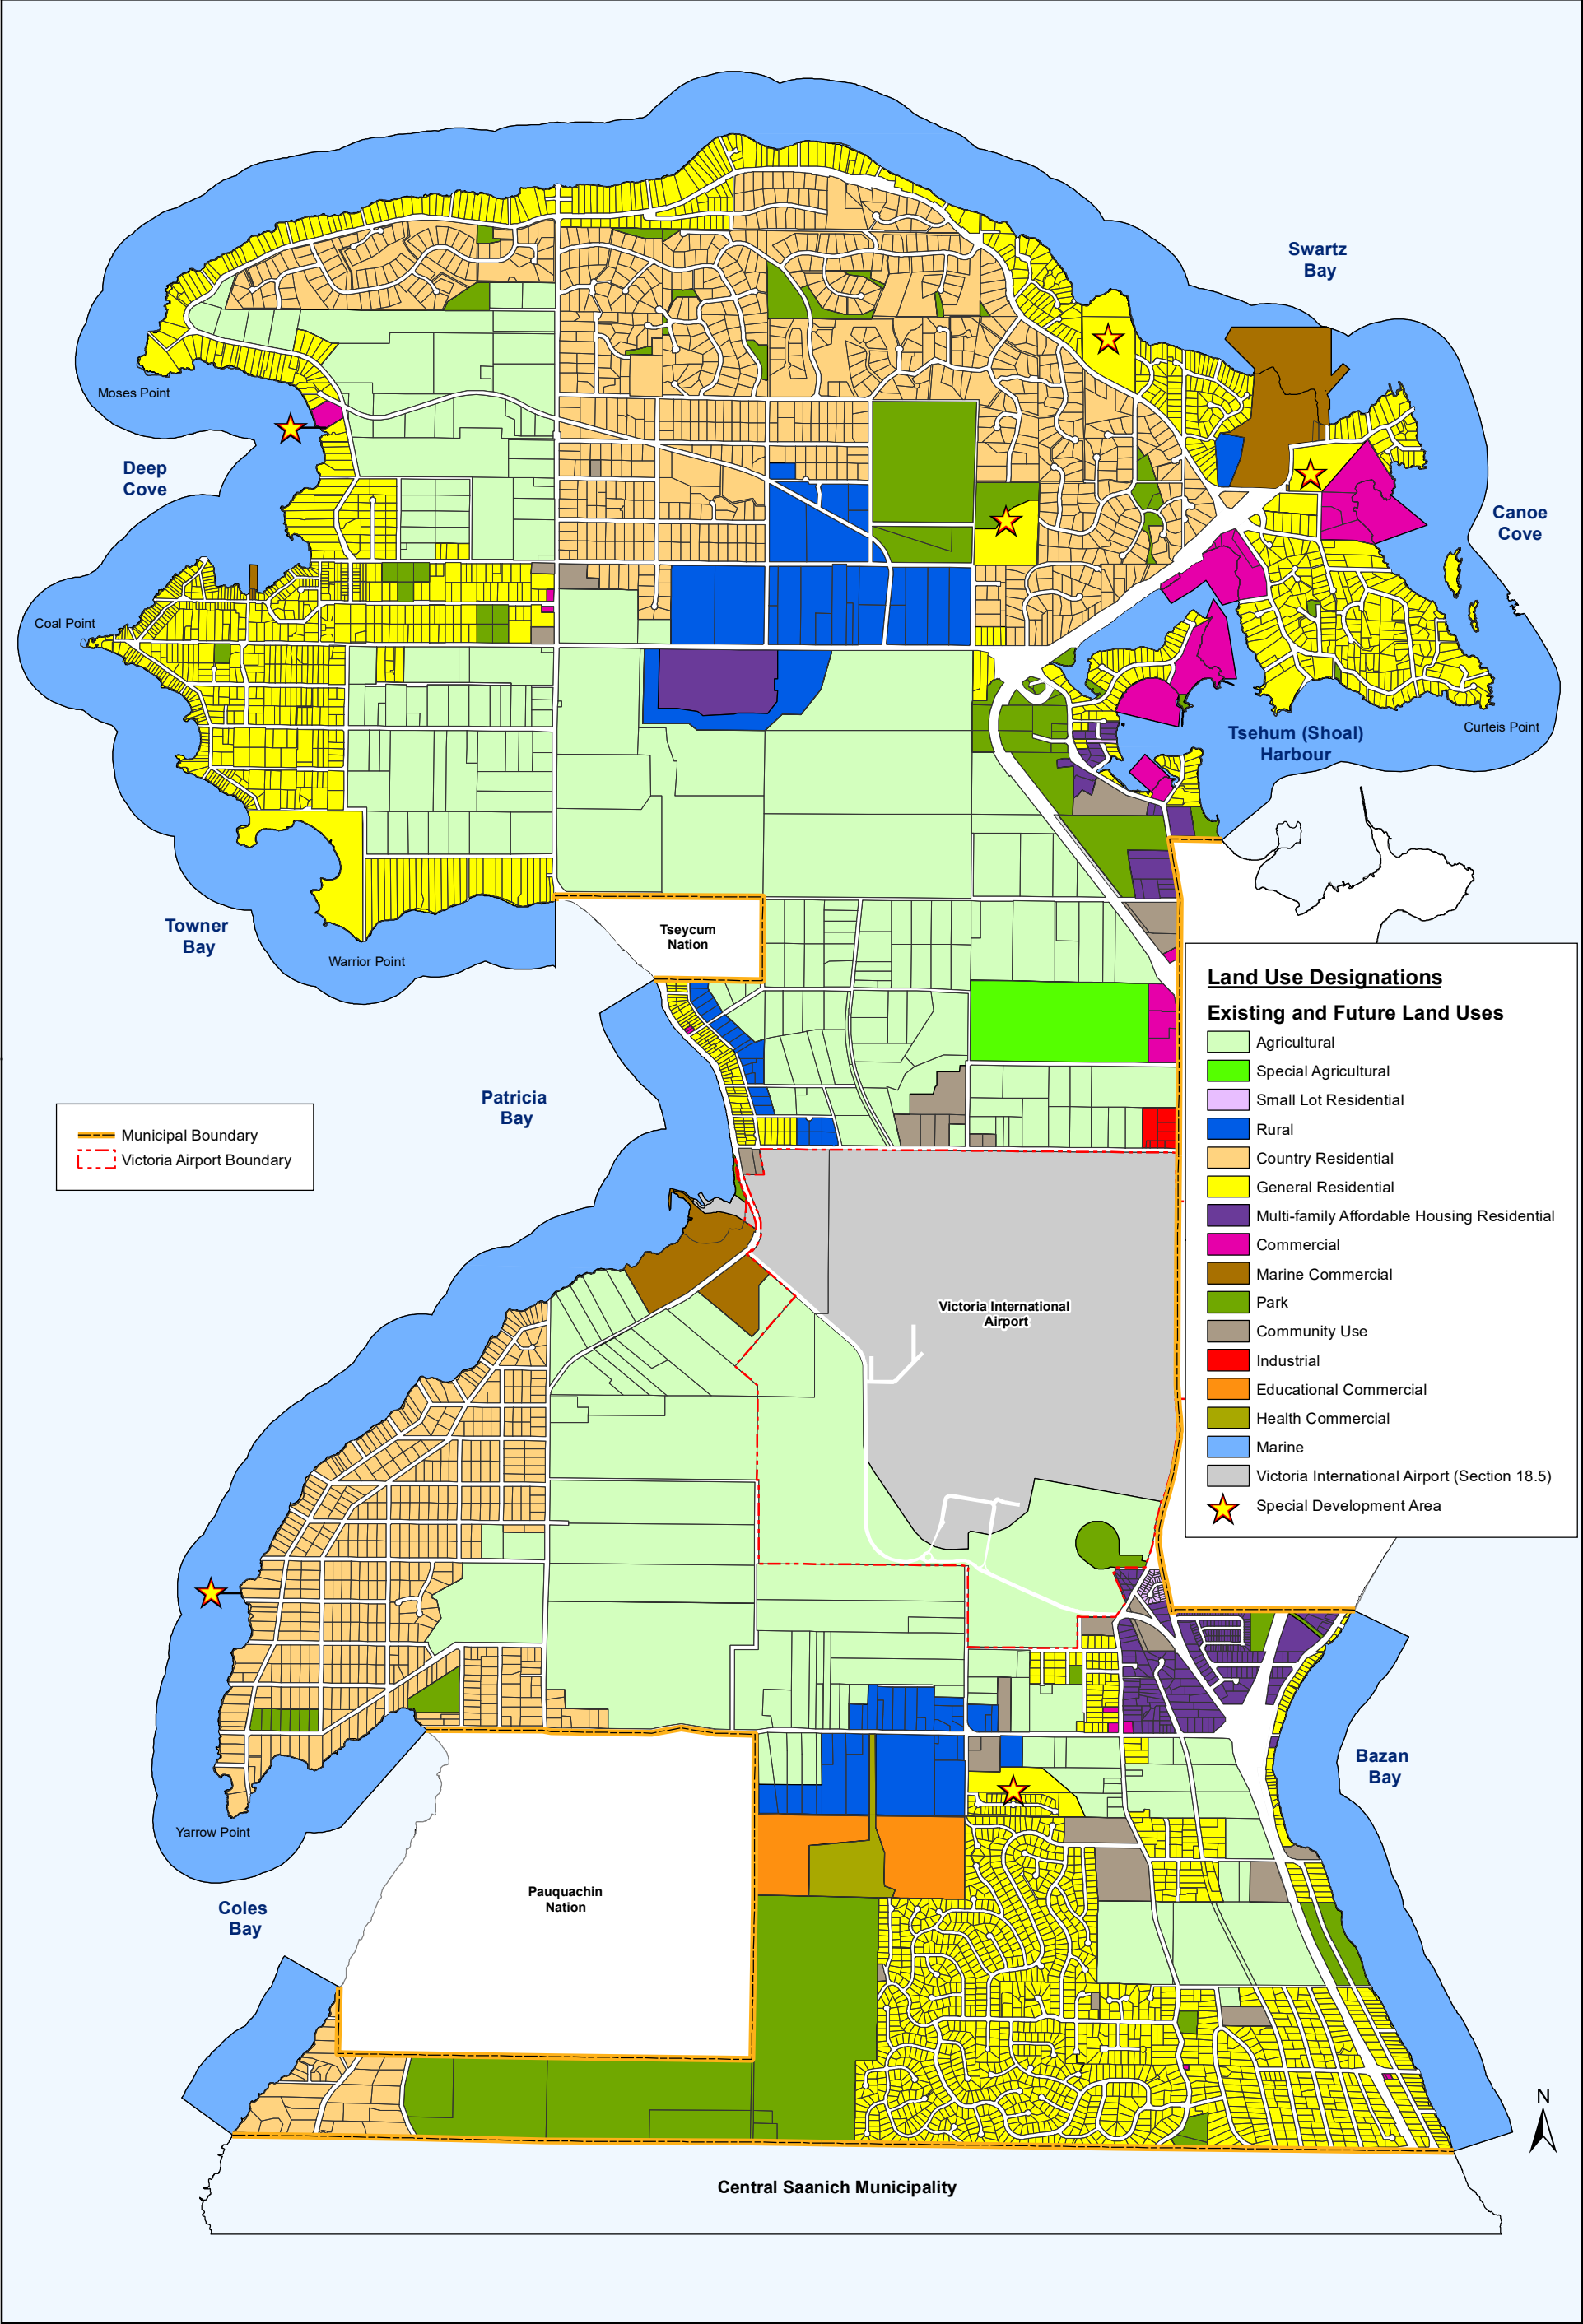 Swartz
Bay
Moses Point
Deep
Cove
Canoe
Cove
Coal Point
Tsehum (Shoal)
Harbour
Curteis Point
Towner
Bay
Warrior Point
Tseycum
Nation
Land Use Designations
Existing and Future Land Uses
Agricultural
Special Agricultural
Small Lot Residential
Rural
Country Residential
General Residential
Multi-family Affordable Housing Residential
Commercial
Marine Commercial
Park
Community Use
Industrial
Educational Commercial
Health Commercial
Marine
Victoria International Airport (Section 18.5)
Special Development Area
Patricia
Bay
Municipal Boundary
Victoria Airport Boundary
Victoria International
Airport
Bazan
Bay
Yarrow Point
Coles
Bay
Pauquachin
Nation
N
Central Saanich Municipality